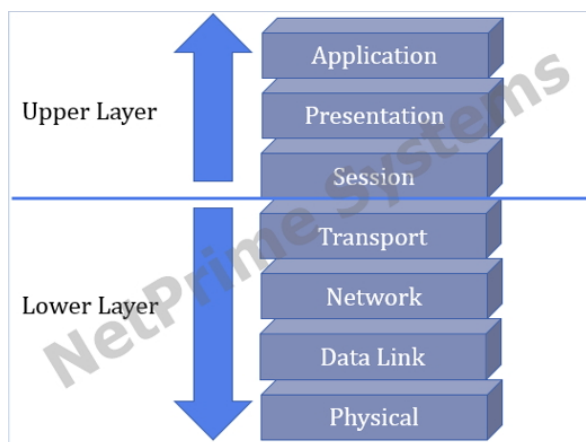 Application
Presentation
Upper Layer
Session
Transport
Network
Lower Layer
Data Link
Physical
NetPrime Systems